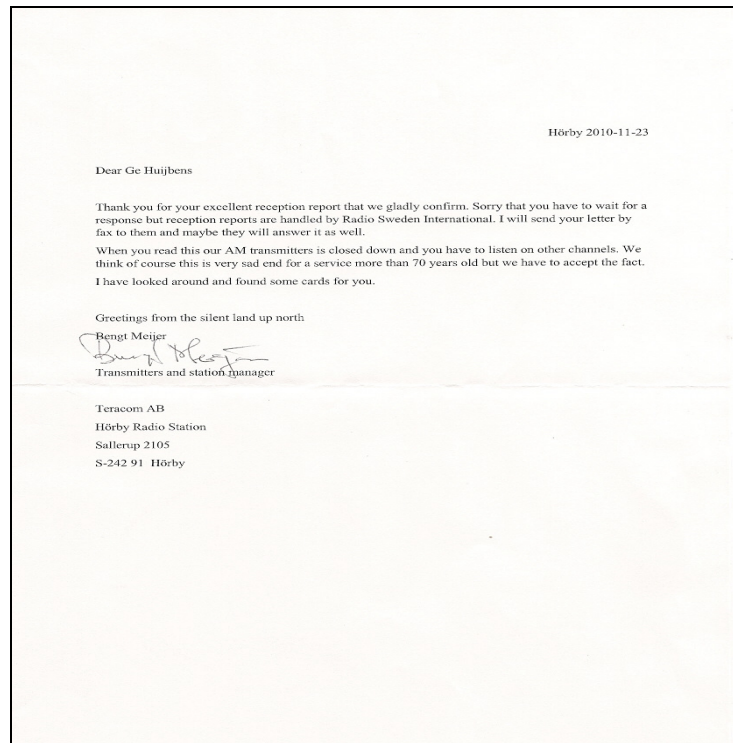 Hörby 2010-11-23
Dear Ge Huijbens
Thank you for your excellent reception report that we gladly confirm. Sorry that you have to wait for a
response but reception reports are handled by Radio Sweden International. I will send your letter by
fax to them and maybe they will answer it as well.
When you read this our AM transmitters is closed down and you have to listen on other channels. We
think of course this is very sad end for a service more than 70 years old but we have to accept the fact.
I have looked around and found some cards for you.
Greetings from the silent land up north
Bengt Meijer
Transmitters and station manager
Teracom AB
Hörby Radio Station
Sallerup 2105
S-242 91 Hörby